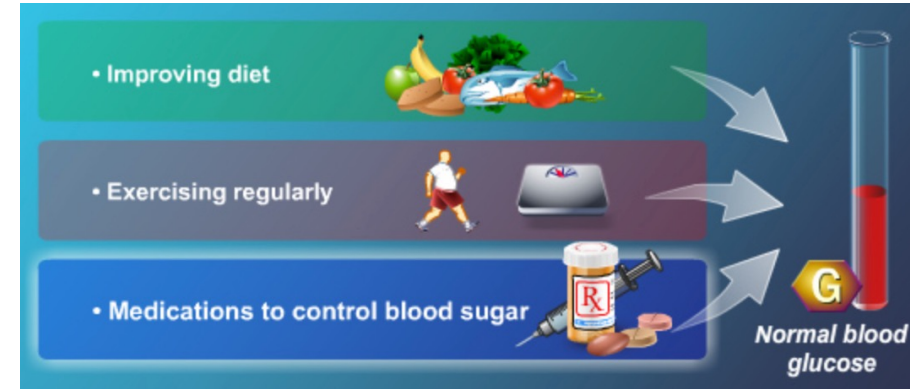 • Improving diet
• Exercising regularly
• Medications to control blood sugar
Rx
G
Normal blood
glucose